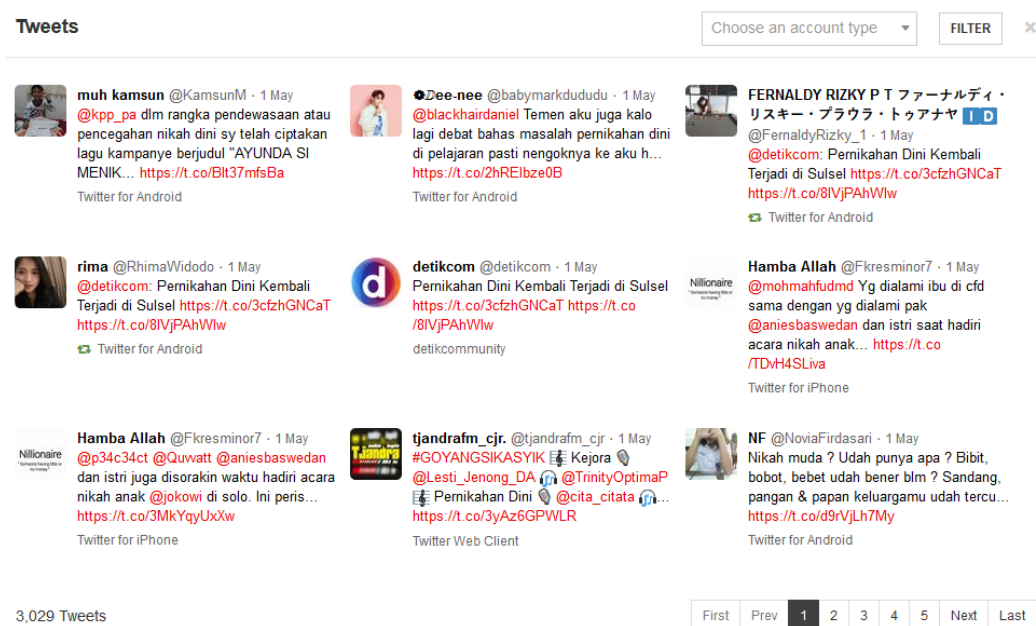 Tweets
Choose an account type
FILTER
muh kamsun @KamsunM · 1 May
@kpp_pa dlm rangka pendewasaan atau
pencegahan nikah dini sy telah ciptakan
lagu kampanye berjudul "AYUNDA SI
MENIK... https://t.co/Blt37mfsBa
Twitter for Android
Dee-nee @babymarkdududu · 1 May
@blackhairdaniel Temen aku juga kalo
lagi debat bahas masalah pernikahan dini
di pelajaran pasti nengoknya ke aku h...
https://t.co/2hRElbze0B
Twitter for Android
FERNALDY RIZKY P T ファーナルディ・
リスキー・プラウラ・トゥアナヤ 🇮🇩
@FernaldyRizky_1 · 1 May
@detikcom: Pernikahan Dini Kembali
Terjadi di Sulsel https://t.co/3cfzhGNCaT
https://t.co/8lVjPAhWlw
Twitter for Android
rima @RhimaWidodo · 1 May
@detikcom: Pernikahan Dini Kembali
Terjadi di Sulsel https://t.co/3cfzhGNCaT
https://t.co/8lVjPAhWlw
Twitter for Android
d
detikcom @detikcom · 1 May
Pernikahan Dini Kembali Terjadi di Sulsel
https://t.co/3cfzhGNCaT https://t.co
/8lVjPAhWlw
detikcommunity
Nillionaire
Hamba Allah @Fkresminor7 · 1 May
@mohmahfudmd Yg dialami ibu di cfd
sama dengan yg dialami pak
@aniesbaswedan dan istri saat hadiri
acara nikah anak... https://t.co
/TDvH4SLiva
Twitter for iPhone
Nillionaire
Hamba Allah @Fkresminor7 · 1 May
@p34c34ct @Quwatt @aniesbaswedan
dan istri juga disorakin waktu hadiri acara
nikah anak @jokowi di solo. Ini peris...
https://t.co/3MkYqyUxXw
Twitter for iPhone
Tjandra
tjandrafm_cjr. @tjandrafm_cjr · 1 May
#GOYANGSIKASYIK 🎼 Kejora 🎙
@Lesti_Jenong_DA 🎧 @TrinityOptimaP
🎼 Pernikahan Dini 🎙 @cita_citata 🎧...
https://t.co/3yAz6GPWLR
Twitter Web Client
NF @NoviaFirdasari · 1 May
Nikah muda ? Udah punya apa ? Bibit,
bobot, bebet udah bener blm ? Sandang,
pangan & papan keluargamu udah tercu...
https://t.co/d9rVjLh7My
Twitter for Android
3,029 Tweets
First Prev 1 2 3 4 5 Next Last